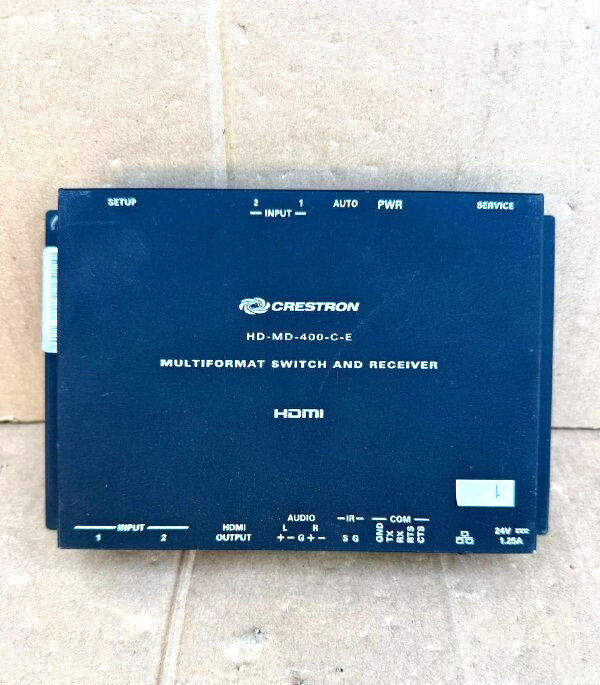 SETUP 2 1 AUTO PWR SERVICE
INPUT
CRESTRON
HD-MD-400-C-E
MULTIFORMAT SWITCH AND RECEIVER
HDMI
1
INPUT HDMI AUDIO IR COM
1 2 OUTPUT L R
+ − G + − S G GND TX RX RTS CTS 24V ⎓
1.25A